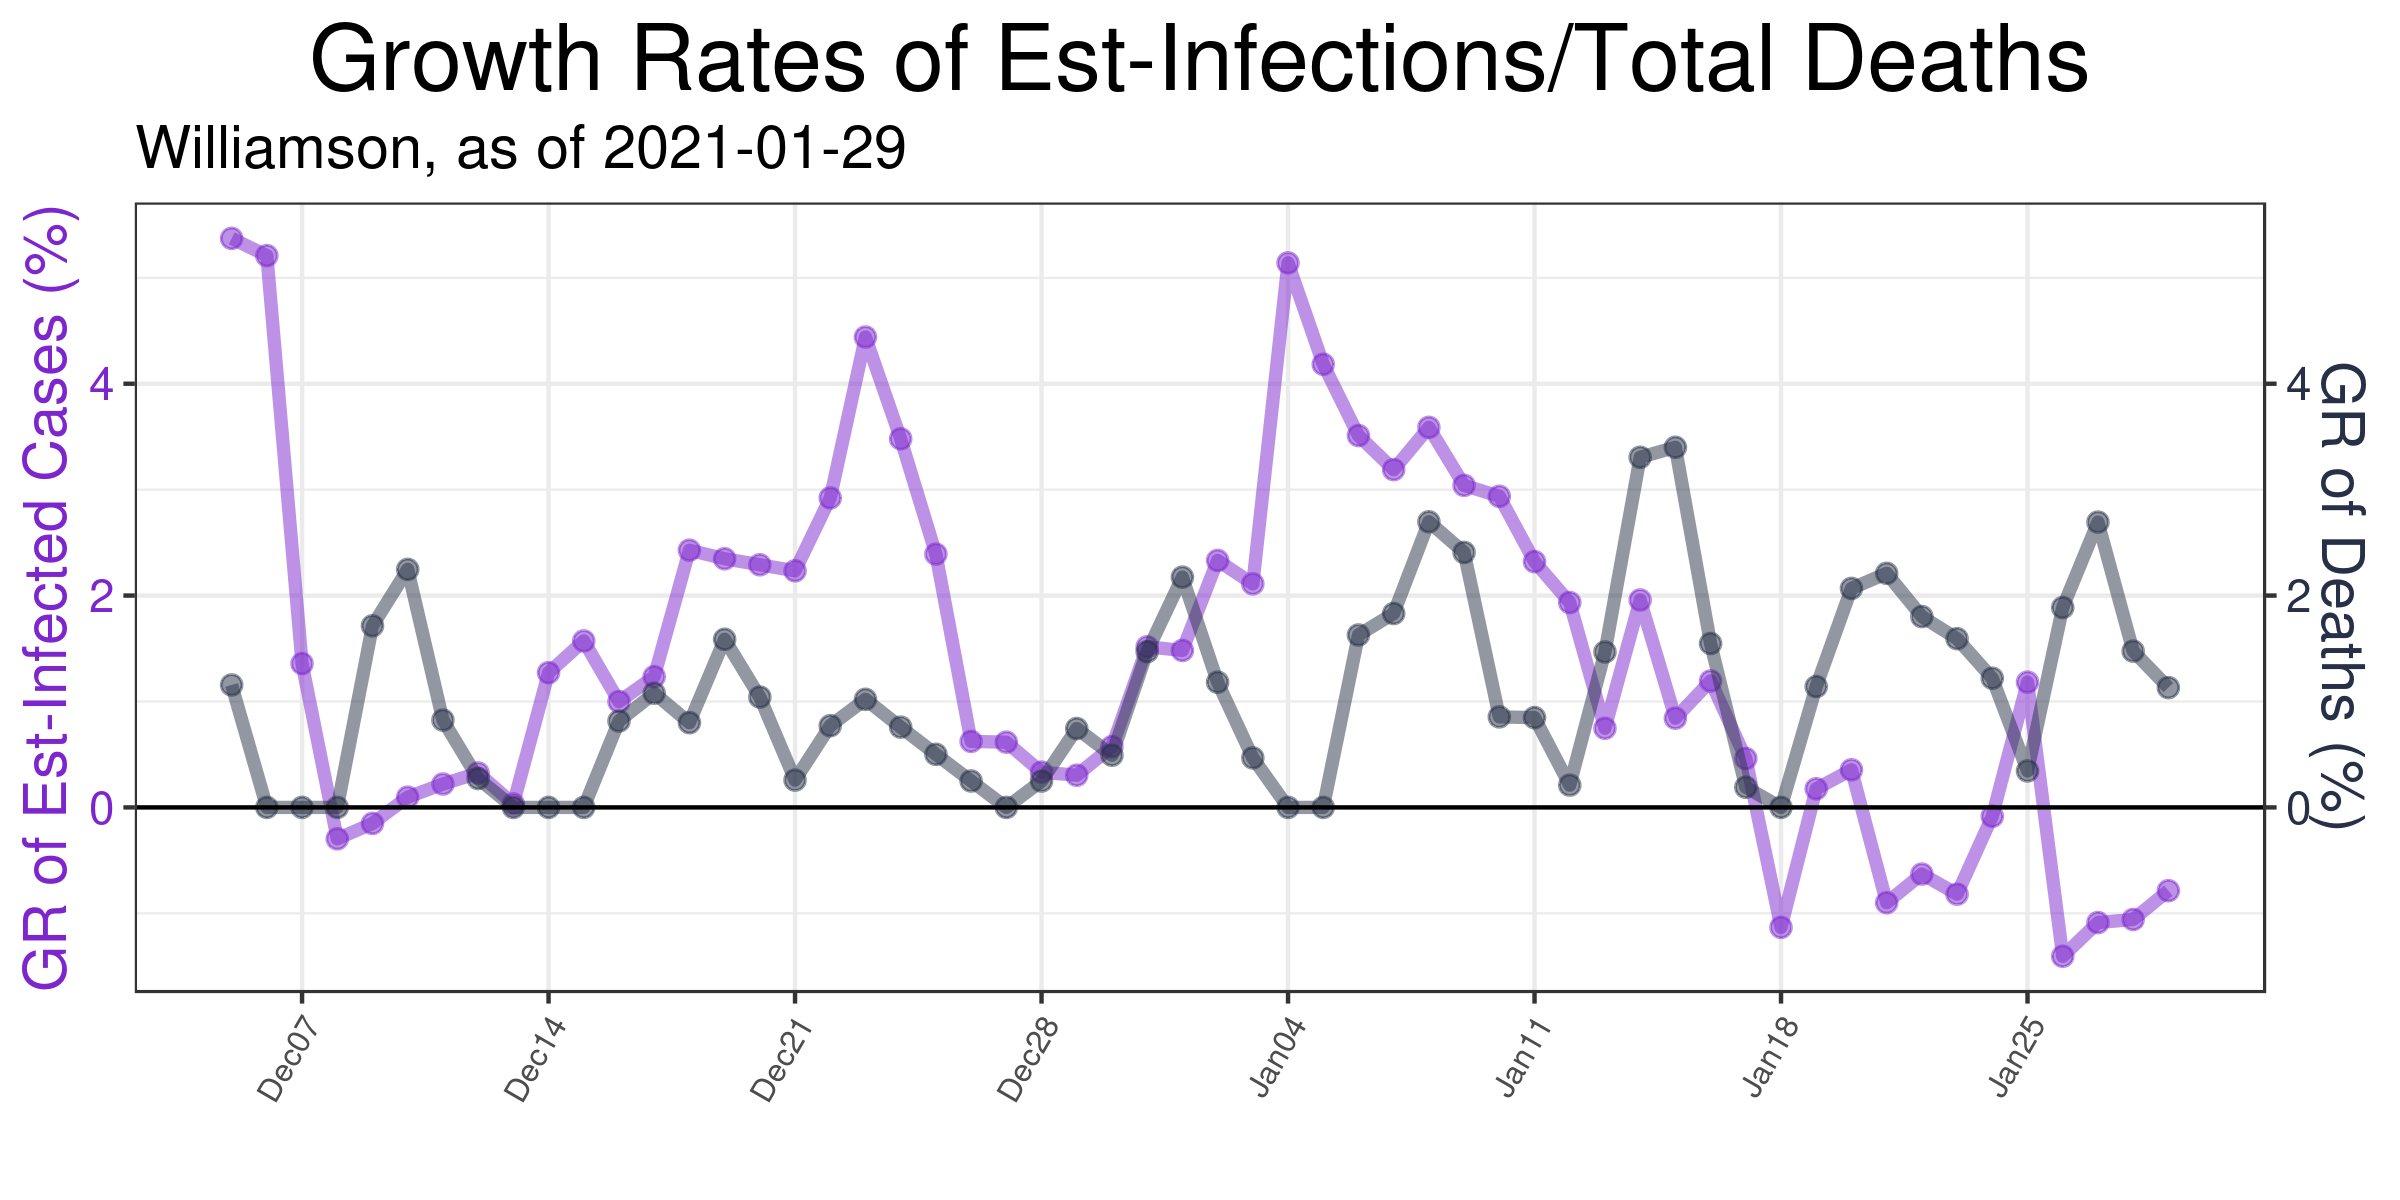 Growth Rates of Est-Infections/Total Deaths
Williamson, as of 2021-01-29
GR of Est-Infected Cases (%)
4
2
0
4
2
0
GR of Deaths (%)
Dec07
Dec14
Dec21
Dec28
Jan04
Jan11
Jan18
Jan25